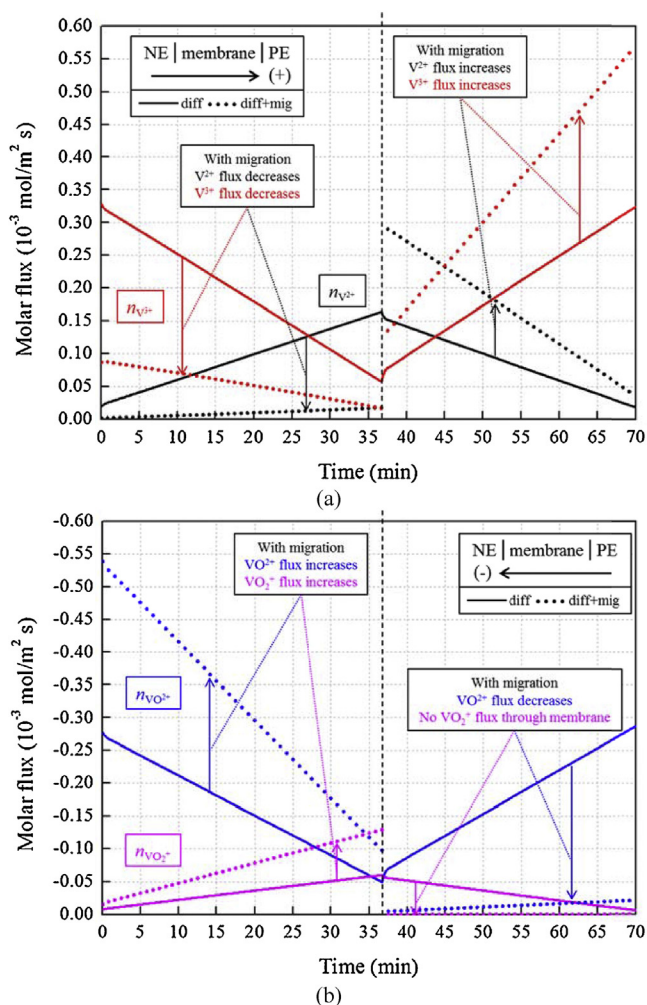 0.60
0.55
0.50
0.45
0.40
0.35
0.30
0.25
0.20
0.15
0.10
0.05
0.00
Molar flux (10⁻³ mol/m² s)
NE | membrane | PE
(+)
diff diff+mig
With migration
V²⁺ flux decreases
V³⁺ flux decreases
With migration
V²⁺ flux increases
V³⁺ flux increases
n_V³⁺
n_V²⁺
0 5 10 15 20 25 30 35 40 45 50 55 60 65 70
Time (min)
(a)
-0.60
-0.55
-0.50
-0.45
-0.40
-0.35
-0.30
-0.25
-0.20
-0.15
-0.10
-0.05
0.00
Molar flux (10⁻³ mol/m² s)
With migration
VO²⁺ flux increases
VO₂⁺ flux increases
NE | membrane | PE
(-)
diff diff+mig
With migration
VO²⁺ flux decreases
No VO₂⁺ flux through membrane
n_VO²⁺
n_VO₂⁺
0 5 10 15 20 25 30 35 40 45 50 55 60 65 70
Time (min)
(b)